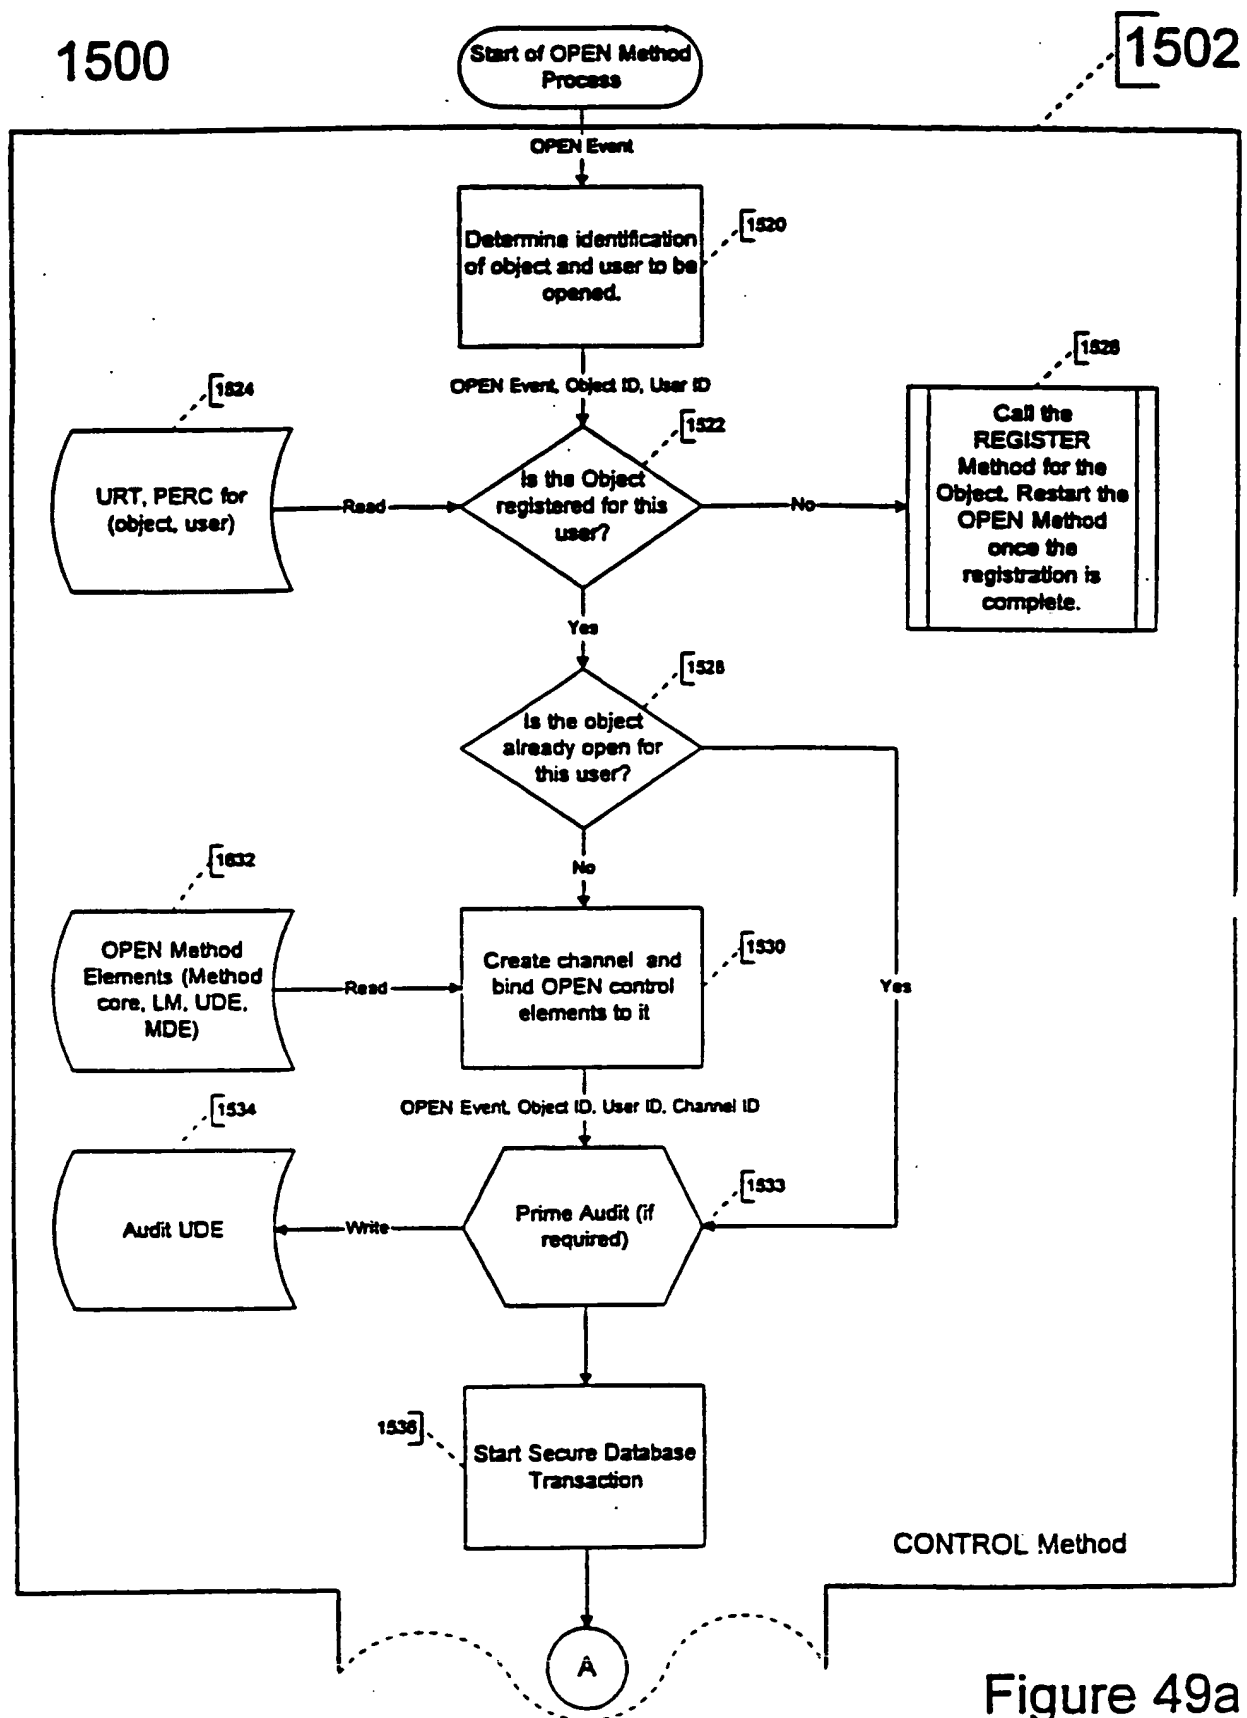 1500
1502
Start of OPEN Method
Process
OPEN Event
Determine identification
of object and user to be
opened.
1520
OPEN Event, Object ID, User ID
1524
1522
1526
URT, PERC for
(object, user)
Read
Is the Object
registered for this
user?
No
Call the
REGISTER
Method for the
Object. Restart the
OPEN Method
once the
registration is
complete.
Yes
1528
Is the object
already open for
this user?
No
1532
OPEN Method
Elements (Method
core, LM, UDE,
MDE)
Read
Create channel and
bind OPEN control
elements to it
1530
Yes
OPEN Event, Object ID, User ID, Channel ID
1534
1533
Audit UDE
Write
Prime Audit (if
required)
1536
Start Secure Database
Transaction
CONTROL Method
A
Figure 49a